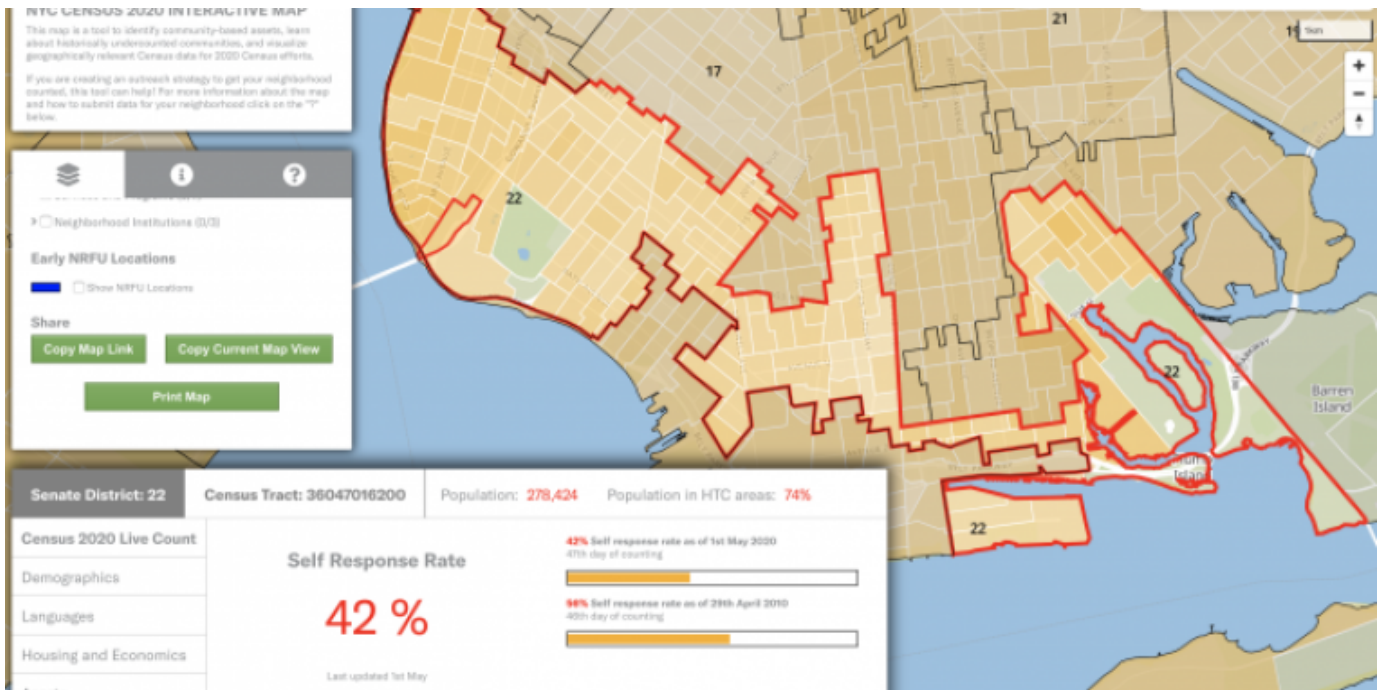 NYC CENSUS 2020 INTERACTIVE MAP
This map is a tool to identify community-based assets, learn
about historically undercounted communities, and visualize
geographically relevant Census data for 2020 Census efforts.
If you are creating an outreach strategy to get your neighborhood
counted, this tool can help! For more information about the map
and how to submit data for your neighborhood click on the "?"
below.
Neighborhood Institutions (0/3)
Early NRFU Locations
Show NRFU Locations
Share
Copy Map Link
Copy Current Map View
Print Map
21
17
1km
22
22
Barren
Island
22
Senate District: 22
Census Tract: 36047016200
Population: 278,424
Population in HTC areas: 74%
Census 2020 Live Count
Demographics
Languages
Housing and Economics
Self Response Rate
42 %
Last updated 1st May
42% Self response rate as of 1st May 2020
47th day of counting
56% Self response rate as of 29th April 2010
46th day of counting